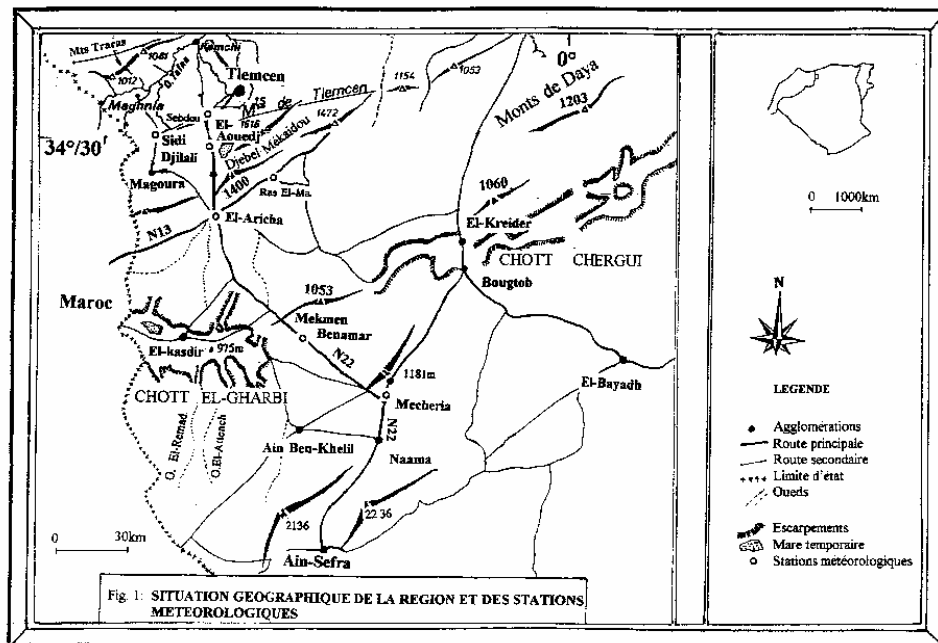 Mts Traras
1081
1012
O.Tafna
Remchi
Tlemcen
Maghnia
Mts de Tlemcen
1154
1053
0°
Monts de Daya
1203
Sebdou
El-Aouedj
1616
1472
Sidi Djilali
34°/30'
Djebel Mékaidou
Magoura
1400
Ras El-Ma
1060
El-Aricha
N13
El-Kreider
CHOTT CHERGUI
Bougtob
Maroc
1053
Mekmen
Benamar
El-kasdir
975m
N22
1181m
El-Bayadh
CHOTT EL-GHARBI
Mecheria
O. El-Remad
O.El-Attouch
Ain Ben-Khelil
N22
Naama
2136
22 36
Ain-Sefra
0 30km
Fig. 1: SITUATION GEOGRAPHIQUE DE LA REGION ET DES STATIONS
METEOROLOGIQUES
0 1000km
N
LEGENDE
Agglomérations
Route principale
Route secondaire
Limite d'état
Oueds
Escarpements
Mare temporaire
Stations météorologiques